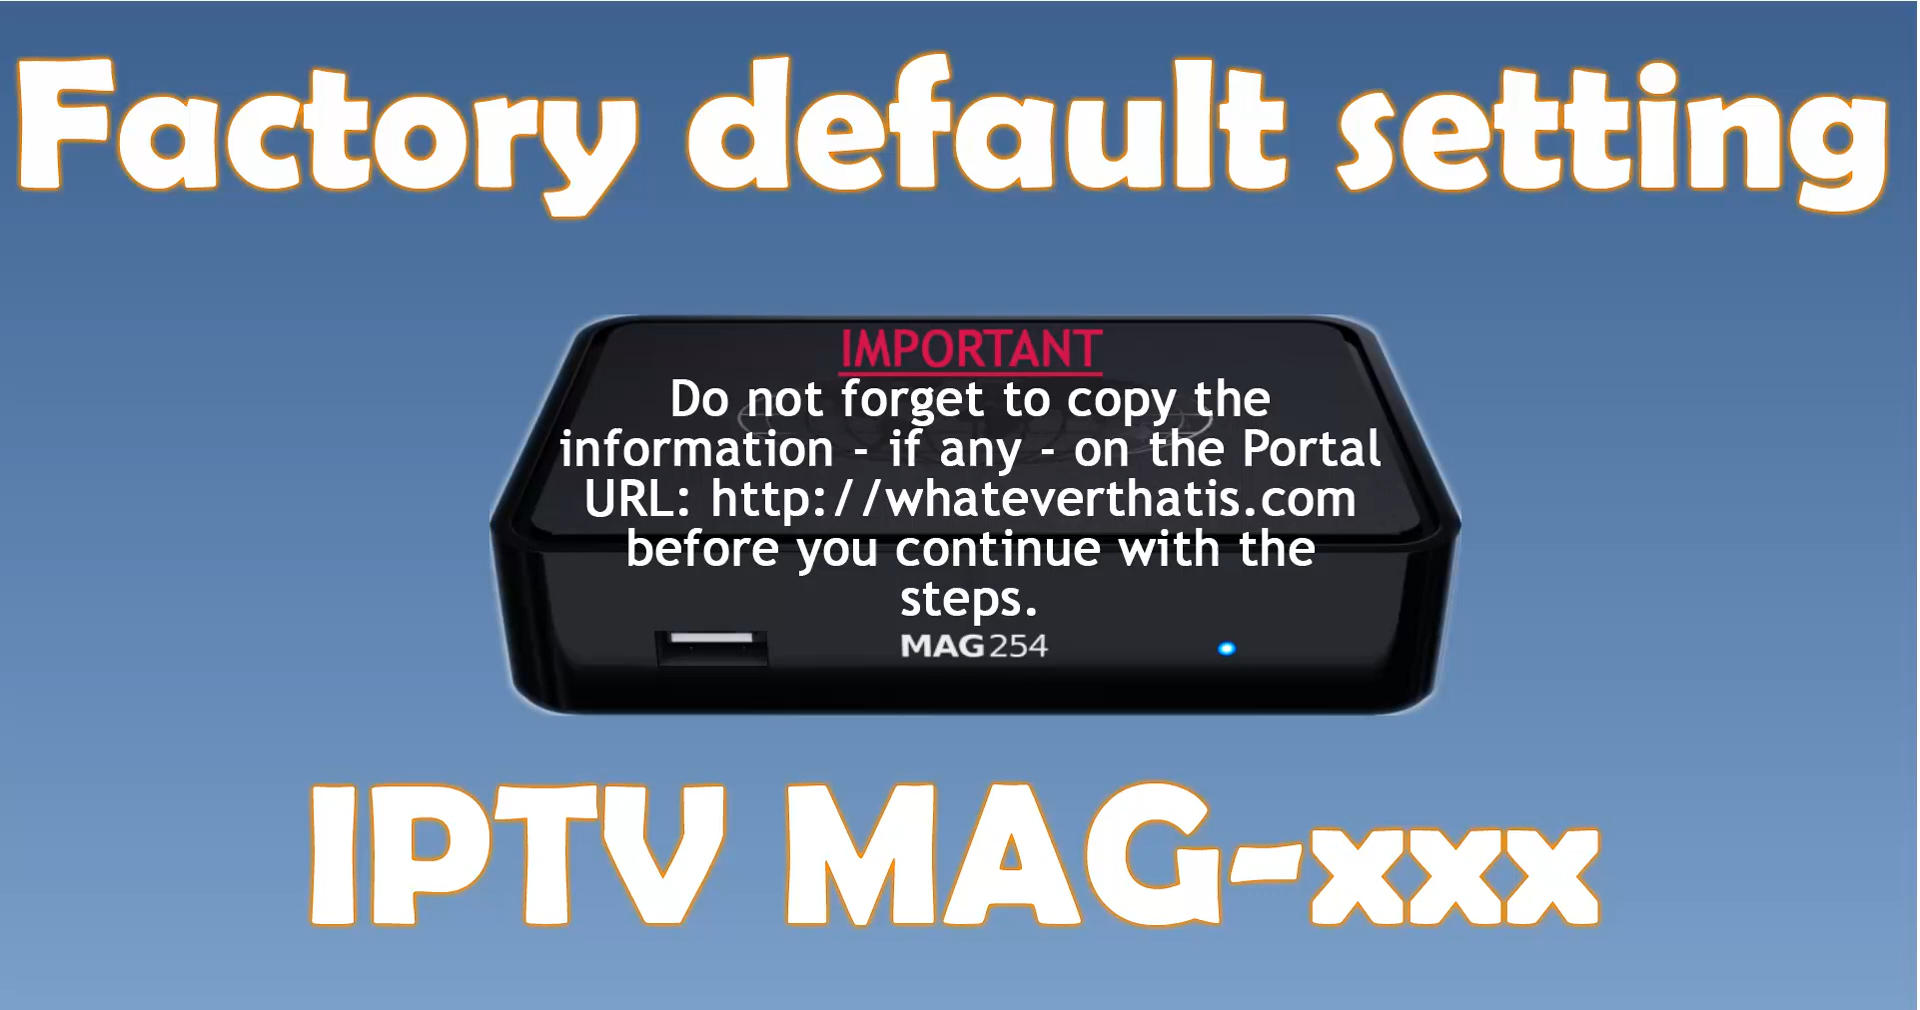 Factory default setting
IMPORTANT
Do not forget to copy the
information - if any - on the Portal
URL: http://whateverthatis.com
before you continue with the
steps.
MAG254
IPTV MAG-xxx